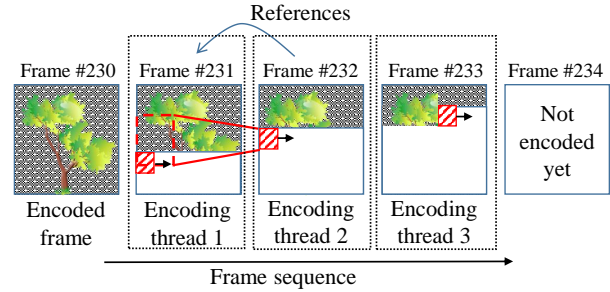 References
Frame #230
Frame #231
Frame #232
Frame #233
Frame #234
Not
encoded
yet
Encoded
frame
Encoding
thread 1
Encoding
thread 2
Encoding
thread 3
Frame sequence